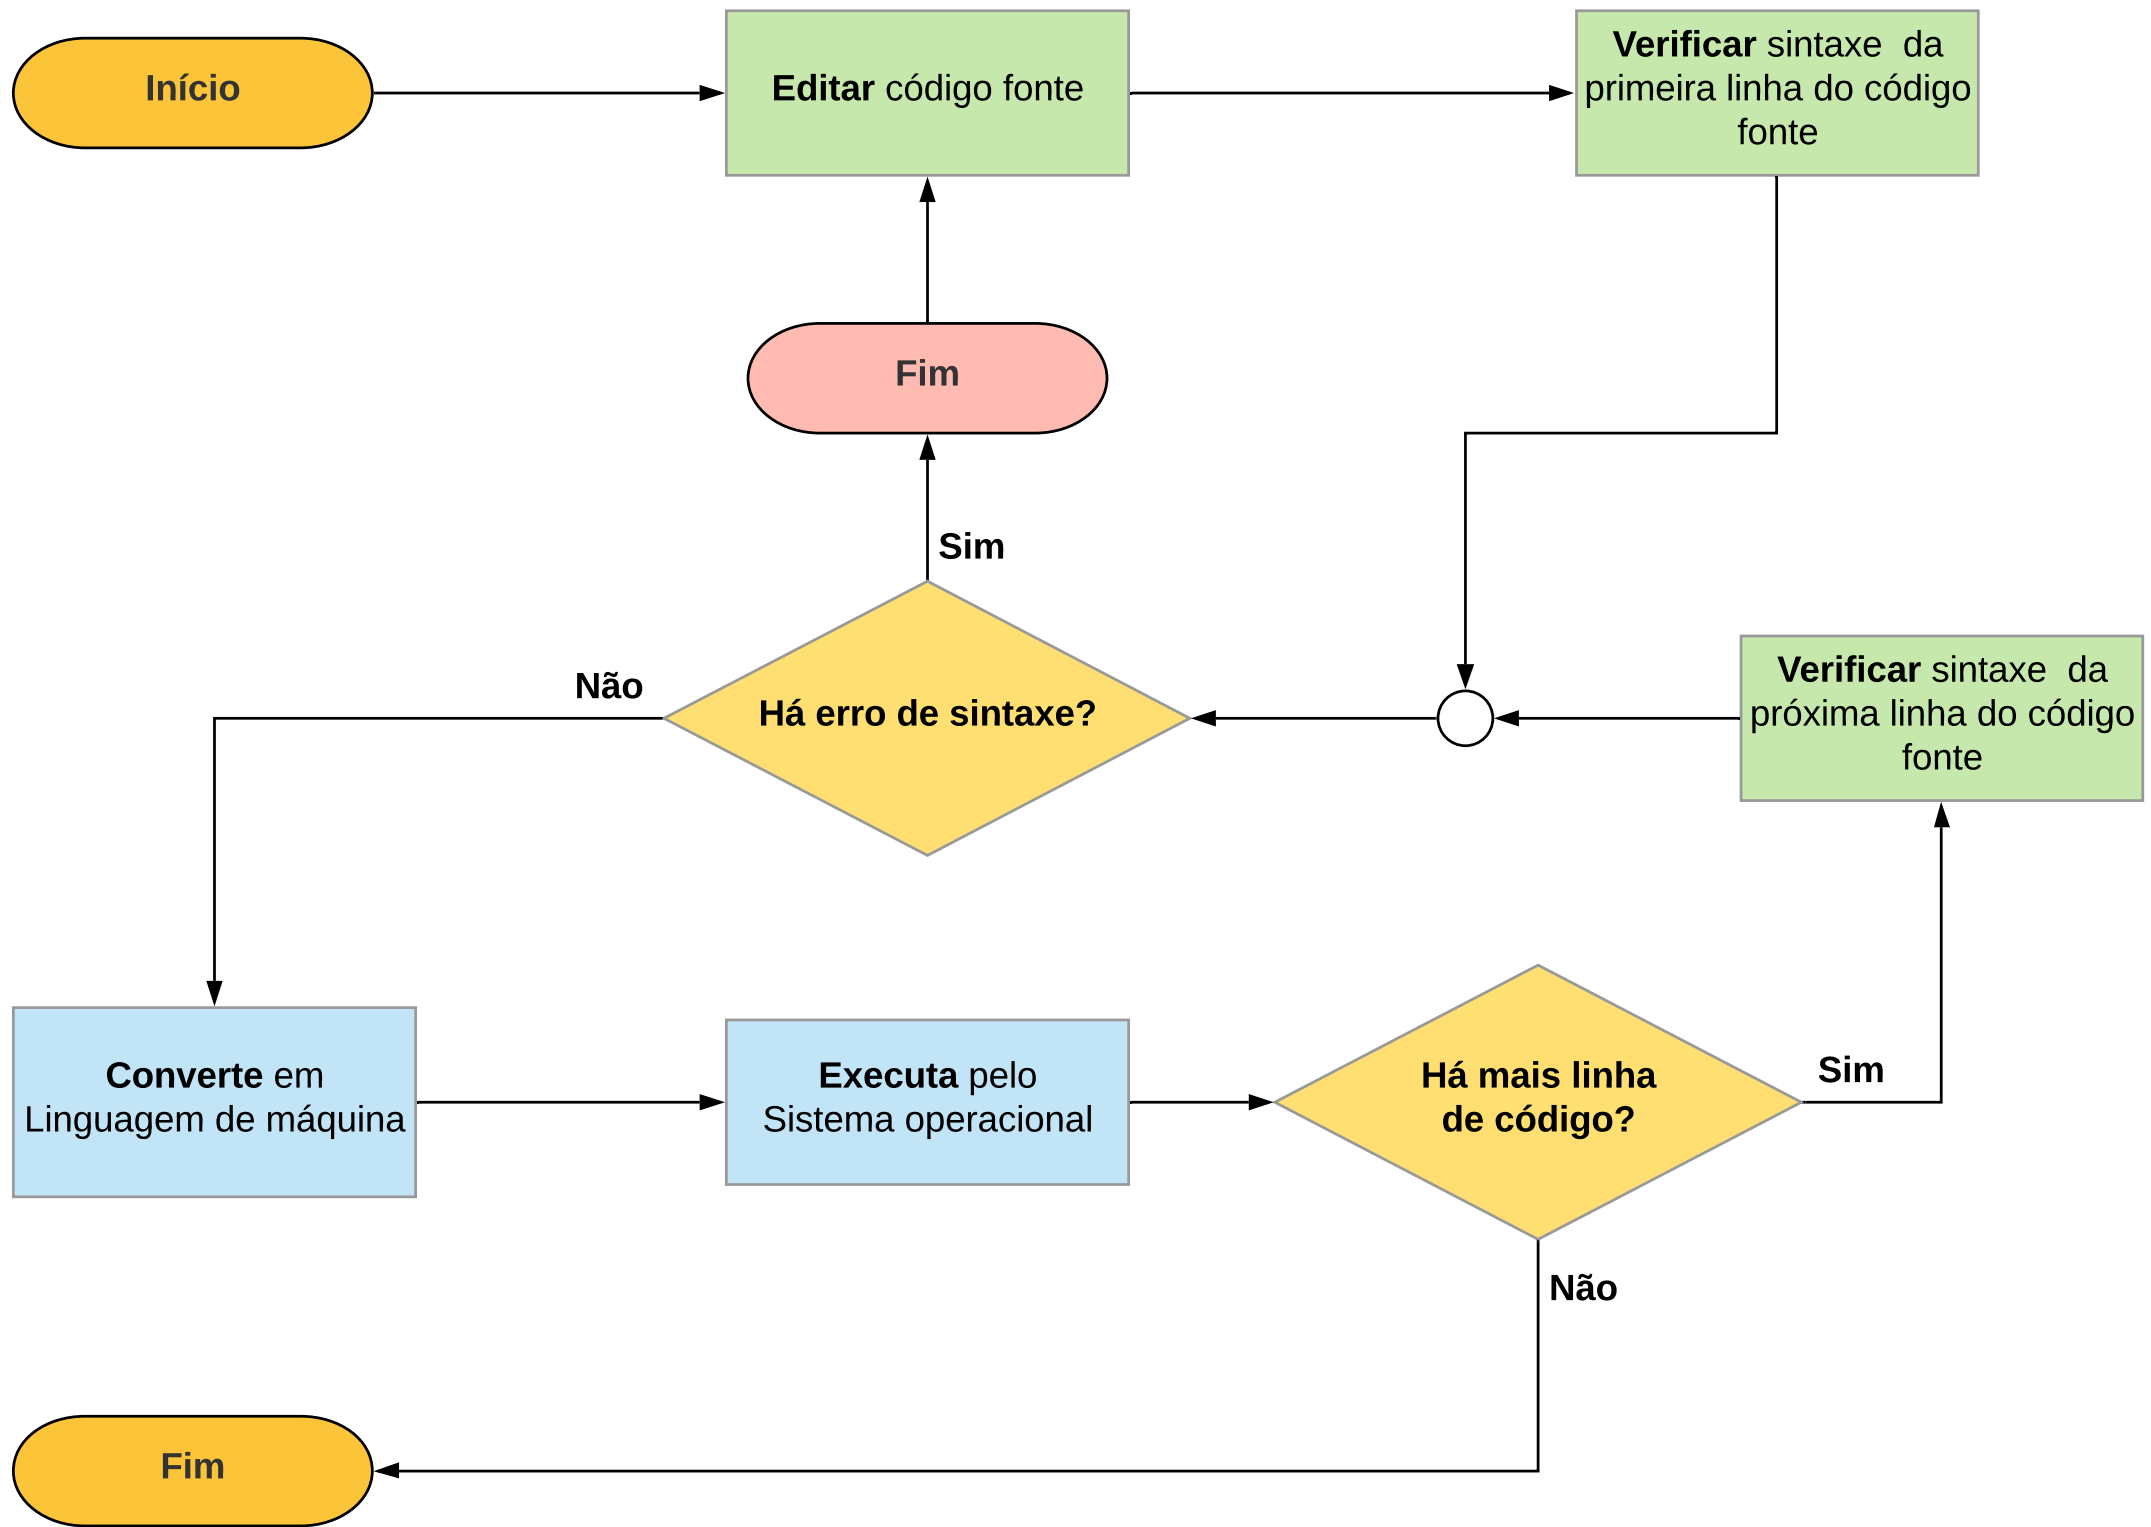 Início
Editar código fonte
Verificar sintaxe da
primeira linha do código
fonte
Fim
Sim
Não
Há erro de sintaxe?
Verificar sintaxe da
próxima linha do código
fonte
Converte em
Linguagem de máquina
Executa pelo
Sistema operacional
Há mais linha
de código?
Sim
Não
Fim